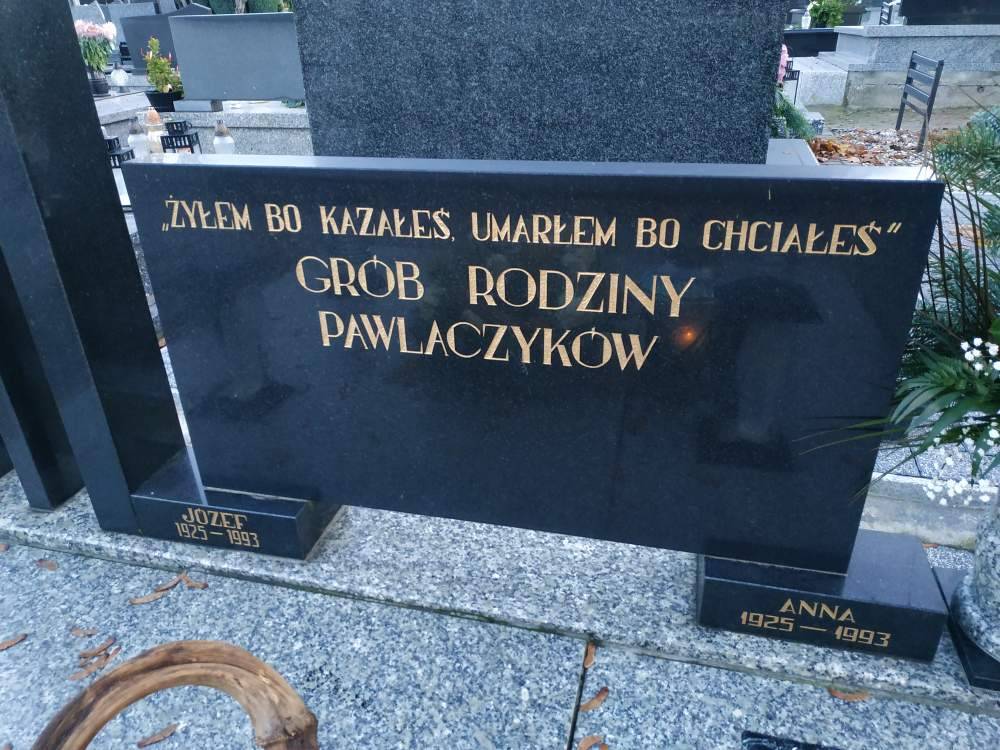 „ŻYŁEM BO KAZAŁEŚ, UMARŁEM BO CHCIAŁEŚ“
GRÓB RODZINY
PAWLACZYKÓW
JÓZEF
1925 — 1993
ANNA
1925 — 1993